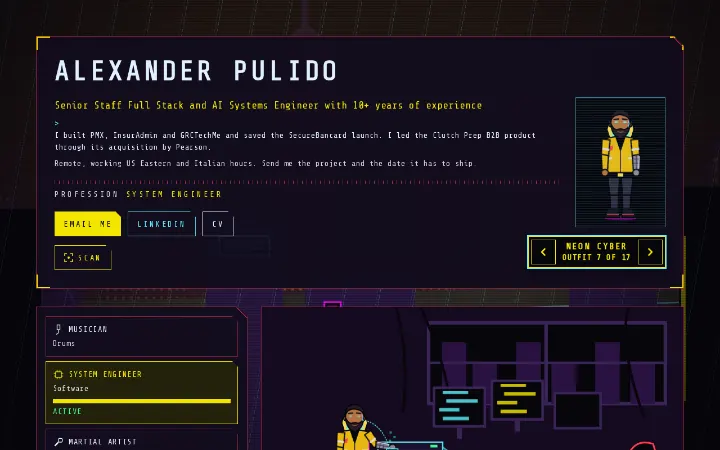 ALEXANDER PULIDO
Senior Staff Full Stack and AI Systems Engineer with 10+ years of experience
>
I built PMX, InsurAdmin and GRCTechMe and saved the SecureBancard launch. I led the Clutch Prep B2B product
through its acquisition by Pearson.
Remote, working US Eastern and Italian hours. Send me the project and the date it has to ship.
PROFESSION SYSTEM ENGINEER
EMAIL ME
LINKEDIN
CV
SCAN
NEON CYBER
OUTFIT 7 OF 17
MUSICIAN
Drums
SYSTEM ENGINEER
Software
ACTIVE
MARTIAL ARTIST